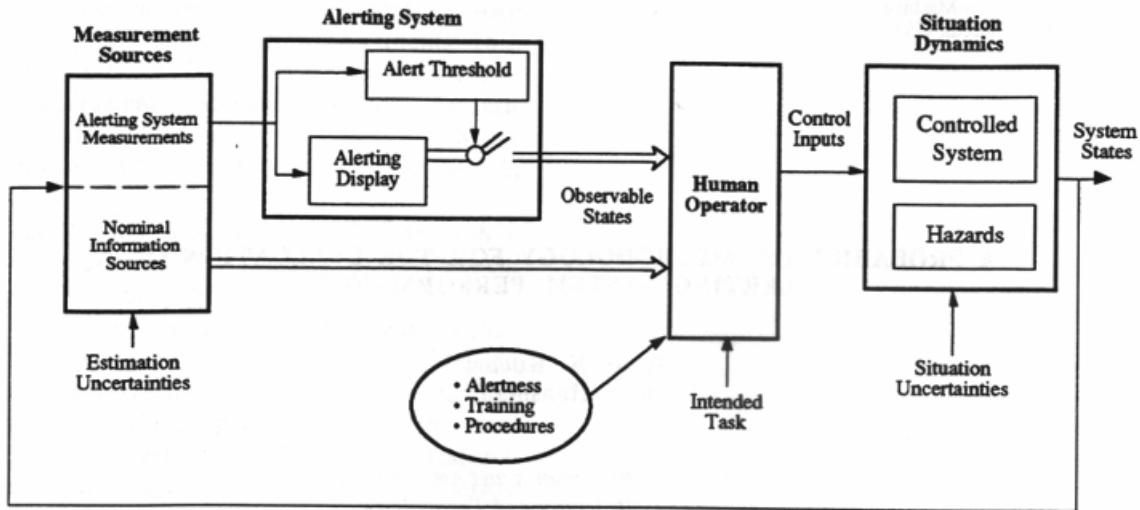 Alerting System
Measurement
Sources
Situation
Dynamics
Alert Threshold
Alerting System
Measurements
Alerting
Display
Control
Inputs
Controlled
System
System
States
Human
Operator
Observable
States
Nominal
Information
Sources
Hazards
Estimation
Uncertainties
• Alertness
• Training
• Procedures
Intended
Task
Situation
Uncertainties